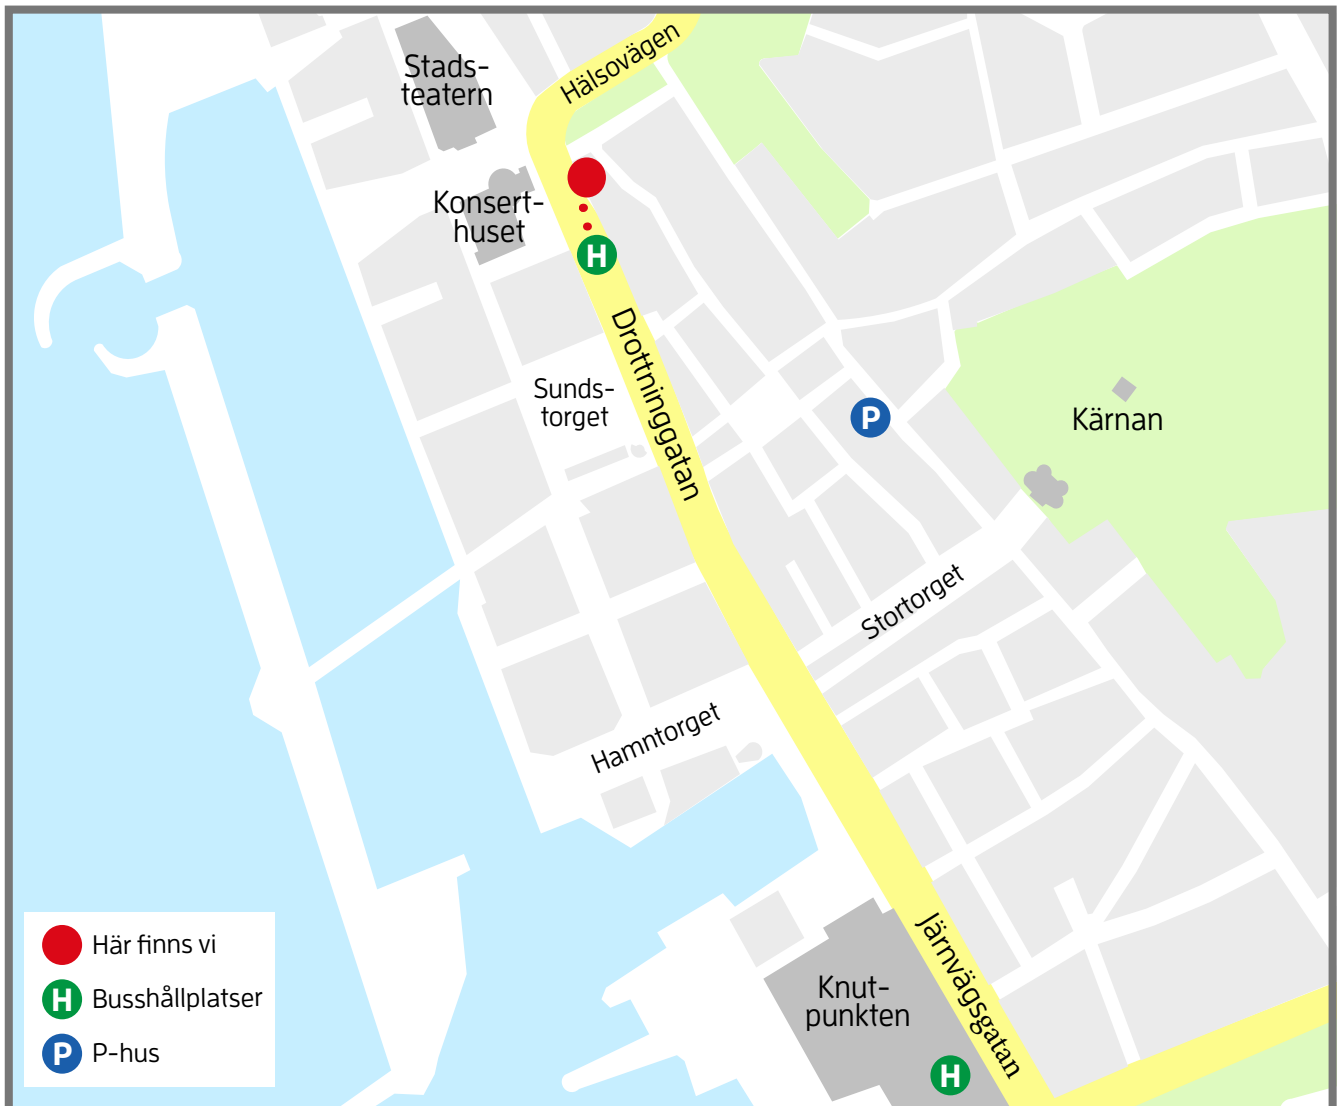 Hälsovägen
Stads-
teatern
Konsert-
huset
H
Drottninggatan
Sunds-
torget
P
Kärnan
Stortorget
Hamntorget
Järnvägsgatan
Knut-
punkten
H
Här finns vi
H Busshållplatser
P P-hus